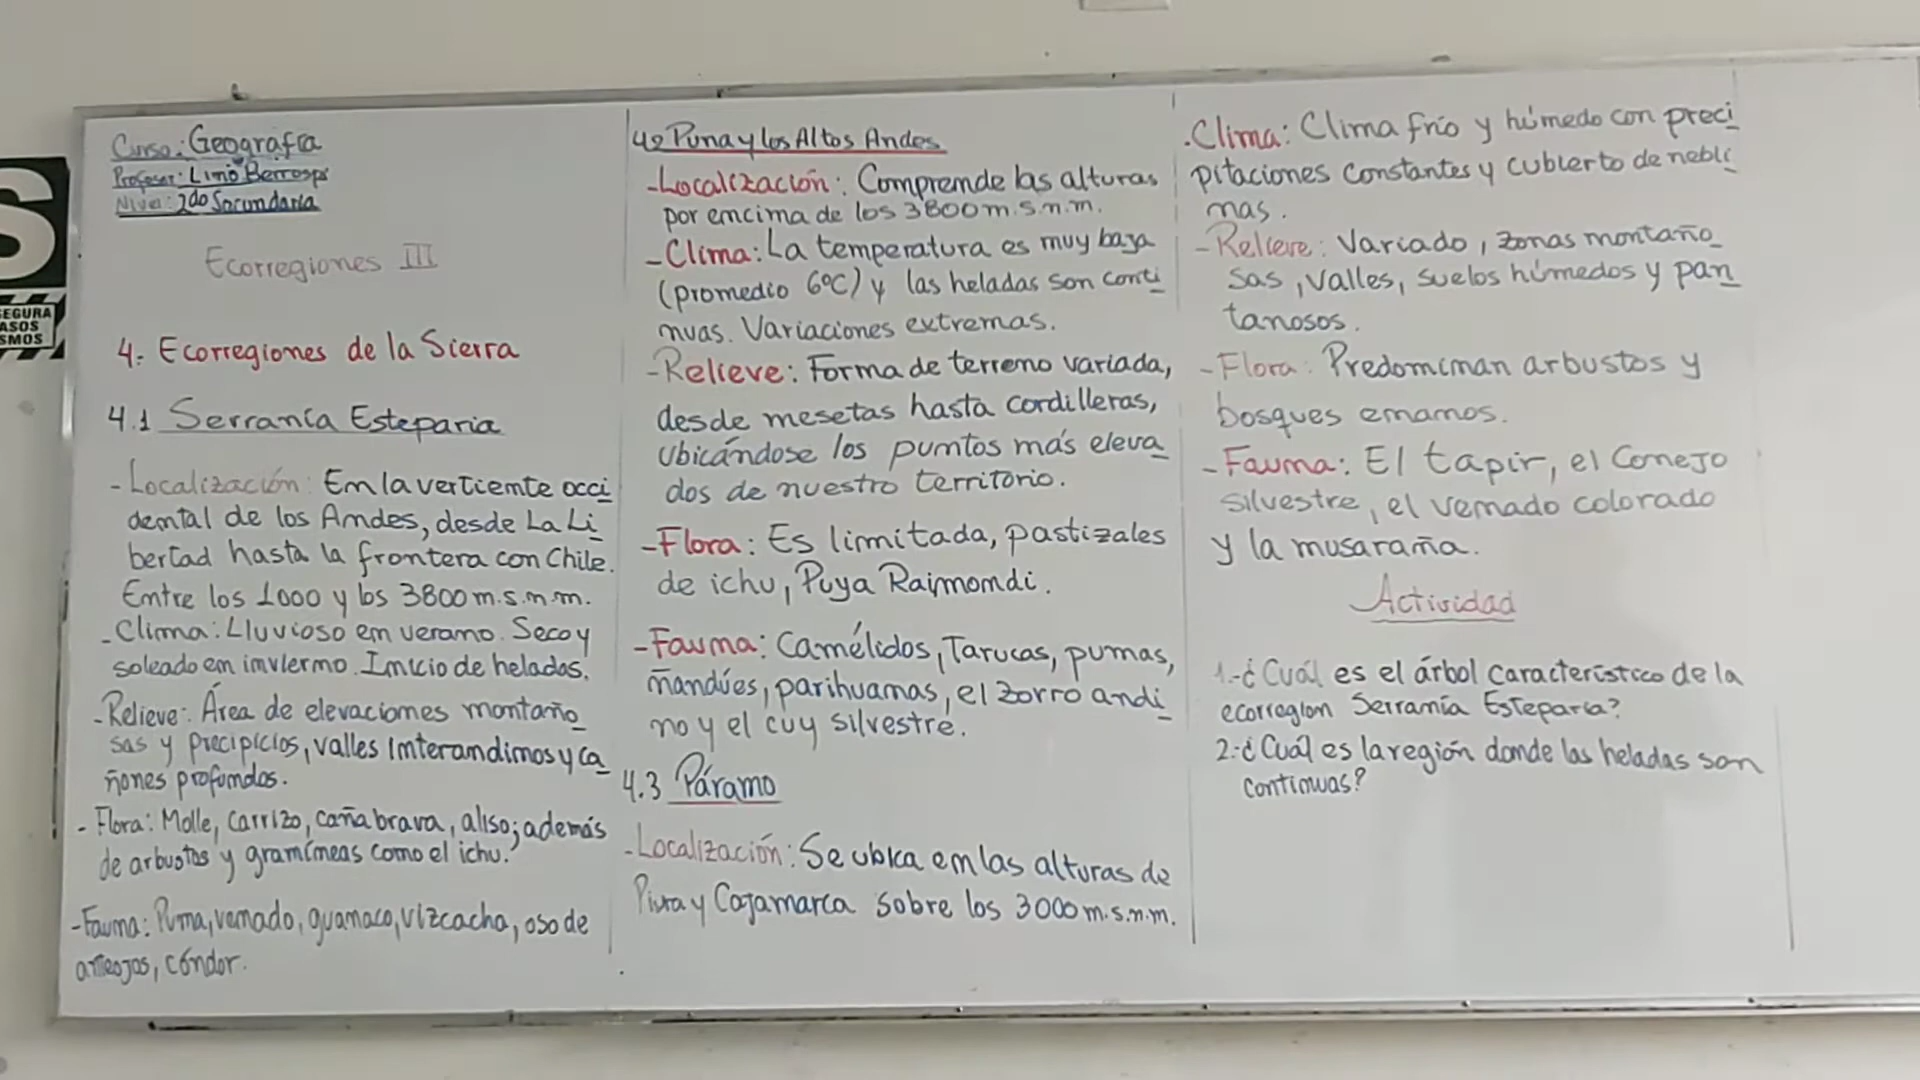 Curso: Geografía
Profesor: Lino Berrospi
Nivel: 2do Secundaria
Ecorregiones III
4. Ecorregiones de la Sierra
4.1 Serranía Esteparia
- Localización: En la vertiente occi
dental de los Andes, desde La Li
bertad hasta la frontera con Chile.
Entre los 1000 y los 3800 m.s.n.m.
- Clima: Lluvioso en verano. Seco y
soleado en invierno. Inicio de heladas.
- Relieve: Área de elevaciones montaño
sas y precipicios, valles interandinos y ca
ñones profundos.
- Flora: Molle, carrizo, caña brava, aliso; además
de arbustos y gramíneas como el ichu.
- Fauna: Puma, venado, guanaco, vizcacha, oso de
anteojos, cóndor.
4.2 Puna y los Altos Andes
- Localización: Comprende las alturas
por encima de los 3800 m.s.n.m.
- Clima: La temperatura es muy baja
(promedio 6°C) y las heladas son conti
nuas. Variaciones extremas.
- Relieve: Forma de terreno variada,
desde mesetas hasta cordilleras,
ubicándose los puntos más eleva
dos de nuestro territorio.
- Flora: Es limitada, pastizales
de ichu, Puya Raimondi.
- Fauna: Camélidos, Tarucas, pumas,
ñandúes, parihuanas, el zorro andi
no y el cuy silvestre.
4.3 Páramo
- Localización: Se ubica en las alturas de
Piura y Cajamarca sobre los 3000 m.s.n.m.
. Clima: Clima frío y húmedo con preci
pitaciones constantes y cubierto de nebli
nas.
- Relieve: Variado, zonas montaño
sas, valles, suelos húmedos y pan
tanosos.
- Flora: Predominan arbustos y
bosques enanos.
- Fauna: El tapir, el conejo
silvestre, el venado colorado
y la musaraña.
Actividad
1.- ¿Cuál es el árbol característico de la
ecorregion Serranía Esteparia?
2.- ¿Cuál es la región donde las heladas son
continuas?
S
EGURA
ASOS
SMOS